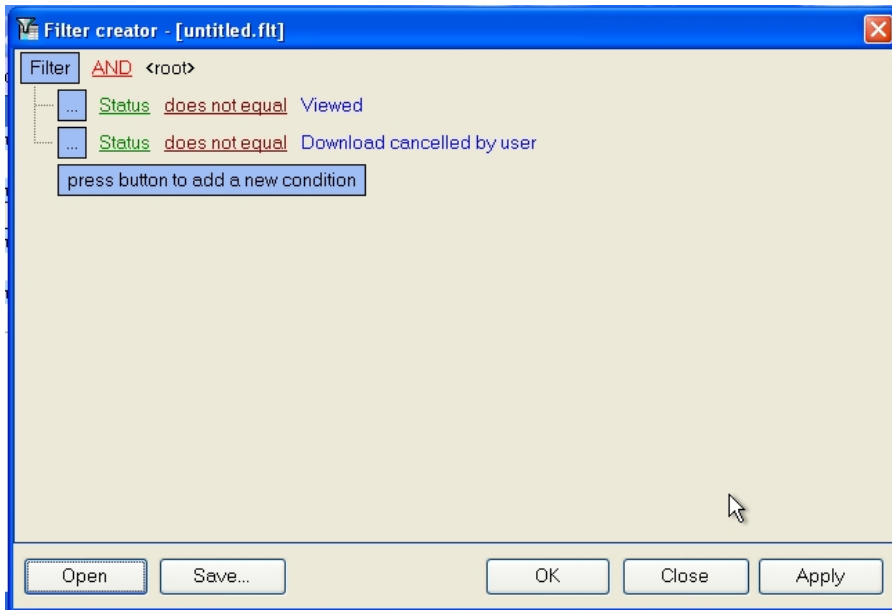 Filter creator - [untitled.flt]
Filter AND <root>
... Status does not equal Viewed
... Status does not equal Download cancelled by user
press button to add a new condition
Open Save... OK Close Apply